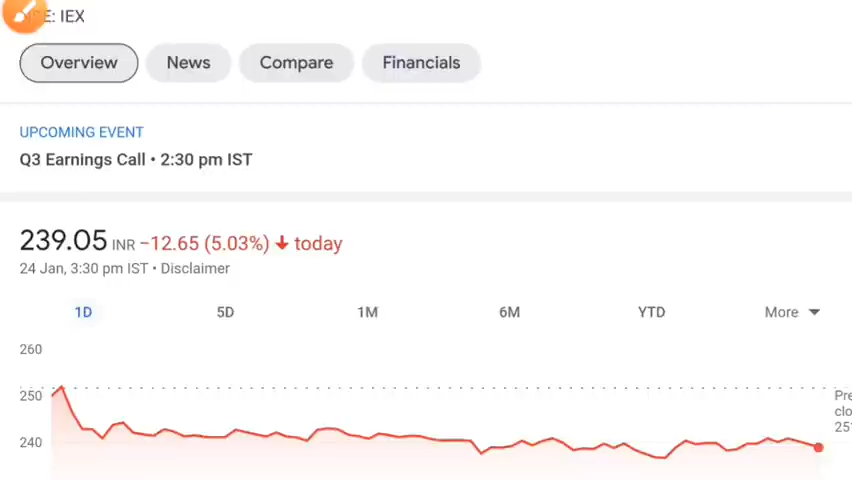 : IEX
Overview News Compare Financials
UPCOMING EVENT
Q3 Earnings Call • 2:30 pm IST
239.05 INR −12.65 (5.03%) ↓ today
24 Jan, 3:30 pm IST • Disclaimer
1D 5D 1M 6M YTD More
260
250
240
Pre
clo
25